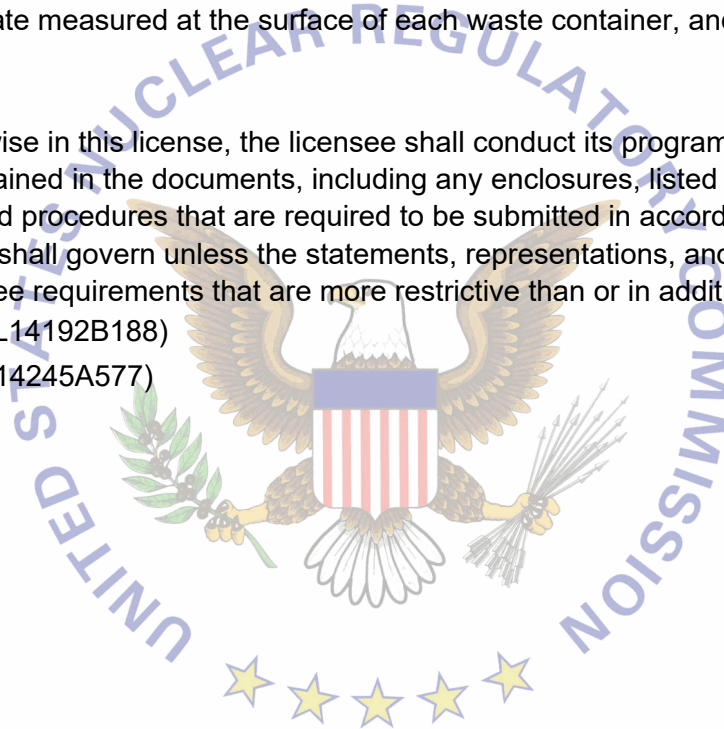 ate measured at the surface of each waste container, and
wise in this license, the licensee shall conduct its program
ained in the documents, including any enclosures, listed
d procedures that are required to be submitted in accord
shall govern unless the statements, representations, and
ee requirements that are more restrictive than or in addit
L14192B188)
14245A577)
UNITED STATES NUCLEAR REGULATORY COMMISSION